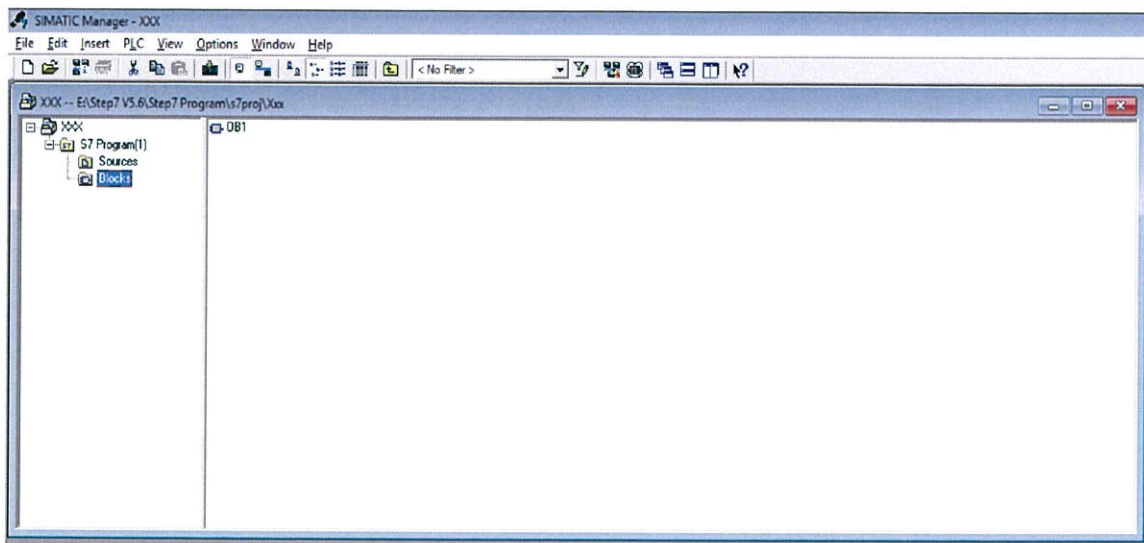 SIMATIC Manager - XXX
File Edit Insert PLC View Options Window Help
< No Filter >
XXX -- E:\Step7 V5.6\Step7 Program\s7proj\Xxx
XXX
OB1
S7 Program(1)
Sources
Blocks